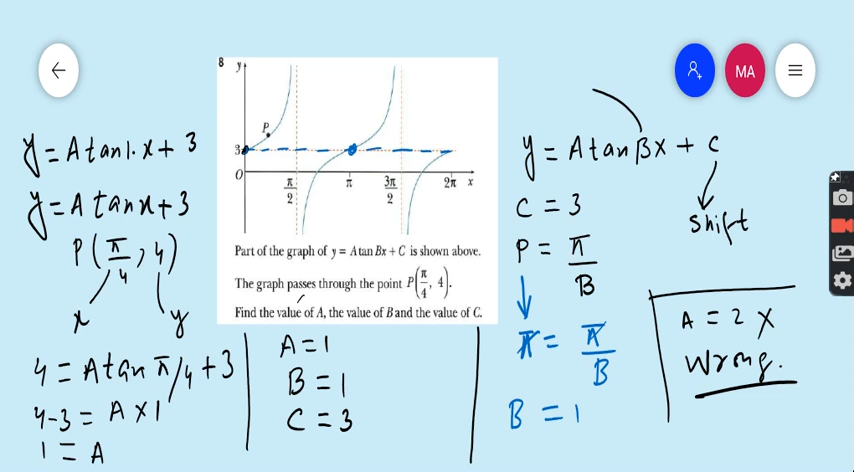 MA
8
y
P
3
O
π/2
π
3π/2
2π
x
Part of the graph of y = A tan Bx + C is shown above.
The graph passes through the point P(π/4, 4).
Find the value of A, the value of B and the value of C.
y = A tan 1·x + 3
y = A tan x + 3
P(π/4, 4)
x
y
4 = A tan π/4 + 3
4-3 = A × 1
1 = A
A = 1
B = 1
C = 3
y = A tan Bx + C
shift
C = 3
P = π/B
π = π/B
B = 1
A = 2 ×
Wrong.